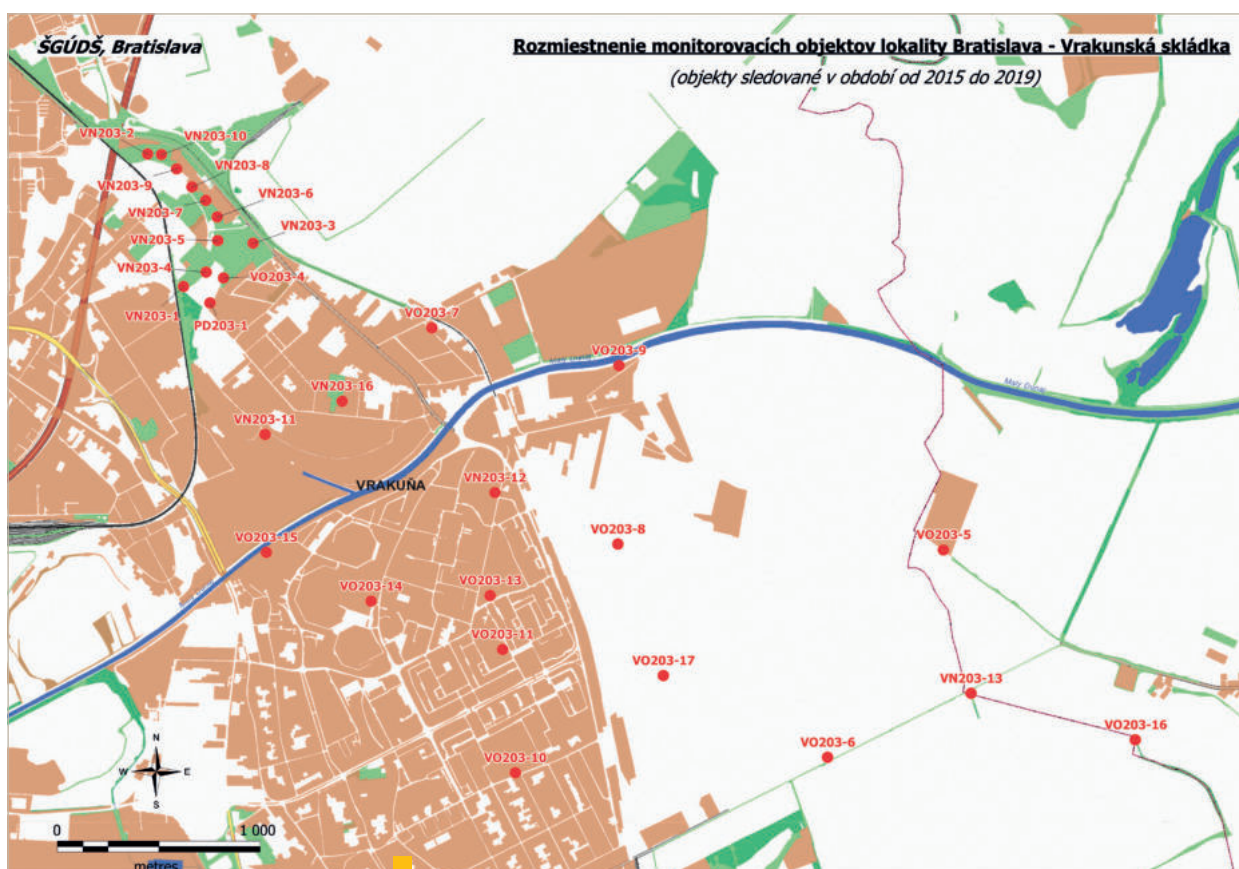 ŠGÚDŠ, Bratislava
Rozmiestnenie monitorovacích objektov lokality Bratislava - Vrakunská skládka
(objekty sledované v období od 2015 do 2019)
VN203-2
VN203-10
VN203-9
VN203-8
VN203-7
VN203-6
VN203-5
VN203-3
VN203-4
VO203-4
VN203-1
PD203-1
VO203-7
VO203-9
Malý Dunaj
VN203-16
VN203-11
VRAKUŇA
VN203-12
VO203-15
VO203-8
VO203-5
VO203-14
VO203-13
VO203-11
VO203-17
VN203-13
VO203-16
VO203-6
VO203-10
N
W E
S
0 1 000
metres